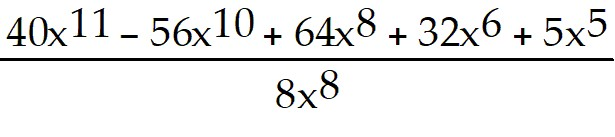 40x¹¹ – 56x¹⁰ + 64x⁸ + 32x⁶ + 5x⁵
8x⁸